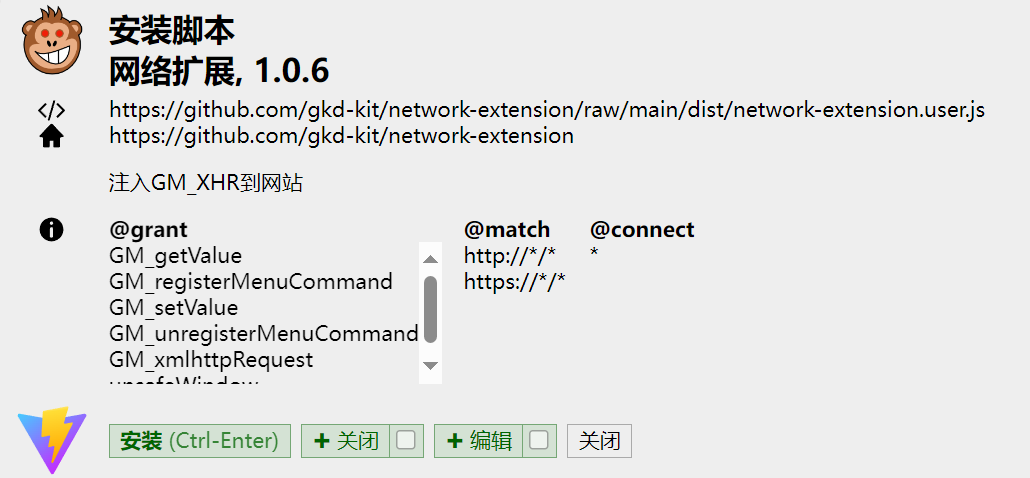 安装脚本
网络扩展, 1.0.6
https://github.com/gkd-kit/network-extension/raw/main/dist/network-extension.user.js
https://github.com/gkd-kit/network-extension
注入GM_XHR到网站
@grant
GM_getValue
GM_registerMenuCommand
GM_setValue
GM_unregisterMenuCommand
GM_xmlhttpRequest
unsafeWindow
@match
http://*/*
https://*/*
@connect
*
安装 (Ctrl-Enter) + 关闭 + 编辑 关闭